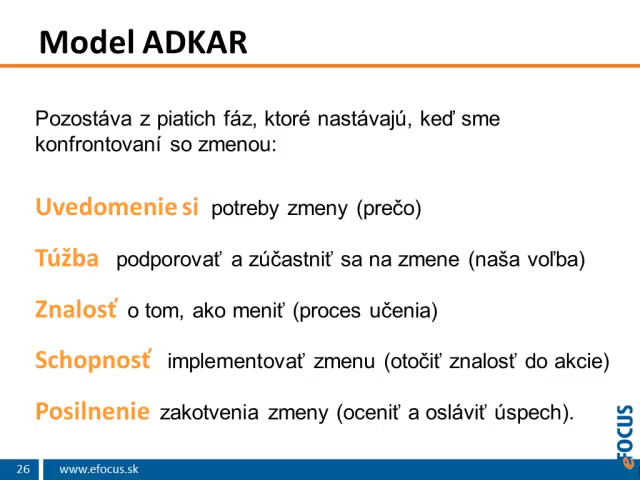 Model ADKAR
Pozostáva z piatich fáz, ktoré nastávajú, keď sme
konfrontovaní so zmenou:
Uvedomenie si potreby zmeny (prečo)
Túžba podporovať a zúčastniť sa na zmene (naša voľba)
Znalosť o tom, ako meniť (proces učenia)
Schopnosť implementovať zmenu (otočiť znalosť do akcie)
Posilnenie zakotvenia zmeny (oceniť a osláviť úspech).
eFOCUS
26 www.efocus.sk